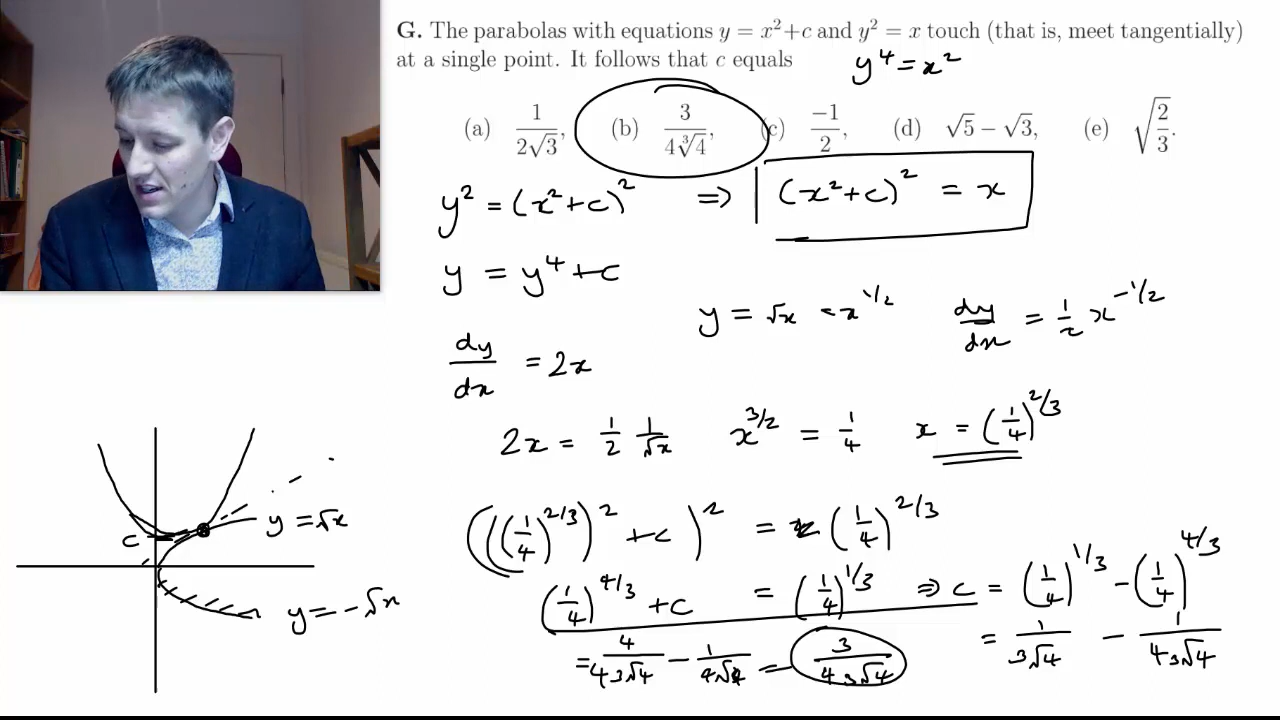 G. The parabolas with equations y = x²+c and y² = x touch (that is, meet tangentially)
at a single point. It follows that c equals
y⁴ = x²
(a) 1/(2√3), (b) 3/(4∛4), (c) -1/2, (d) √5 − √3, (e) √(2/3).
y² = (x²+c)² ⇒ (x²+c)² = x
y = y⁴+c
y = √x = x^(1/2) dy/dx = 1/2 x^(-1/2)
dy/dx = 2x
2x = 1/2 1/√x x^(3/2) = 1/4 x = (1/4)^(2/3)
(((1/4)^(2/3))² + c)² = (1/4)^(2/3)
(1/4)^(4/3) + c = (1/4)^(1/3) ⇒ c = (1/4)^(1/3) − (1/4)^(4/3)
= 1/(3√4) − 1/(4 3√4)
= 4/(4 3√4) − 1/(4√4) = 3/(4 3√4)
y = √x
c
y = −√x